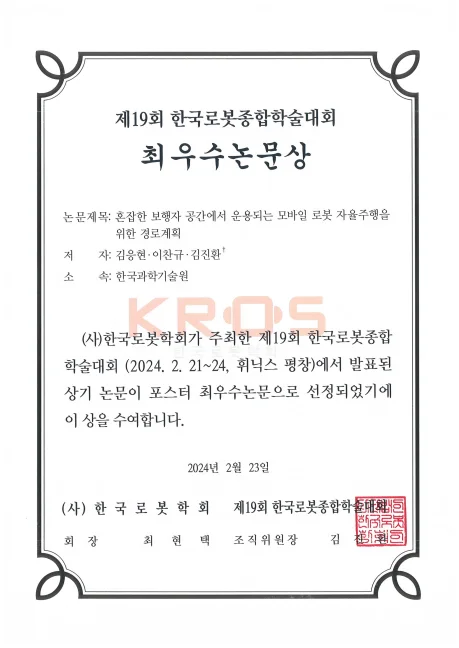 제19회 한국로봇종합학술대회
최우수논문상
논문제목: 혼잡한 보행자 공간에서 운용되는 모바일 로봇 자율주행을
위한 경로계획
저 자: 김응현·이찬규·김진환†
소 속: 한국과학기술원
KROS
(사)한국로봇학회가 주최한 제19회 한국로봇종합
학술대회 (2024. 2. 21~24, 휘닉스 평창)에서 발표된
상기 논문이 포스터 최우수논문으로 선정되었기에
이 상을 수여합니다.
2024년 2월 23일
(사) 한국로봇학회 제19회 한국로봇종합학술대회
회 장 최 현 택 조직위원장 김 진 환